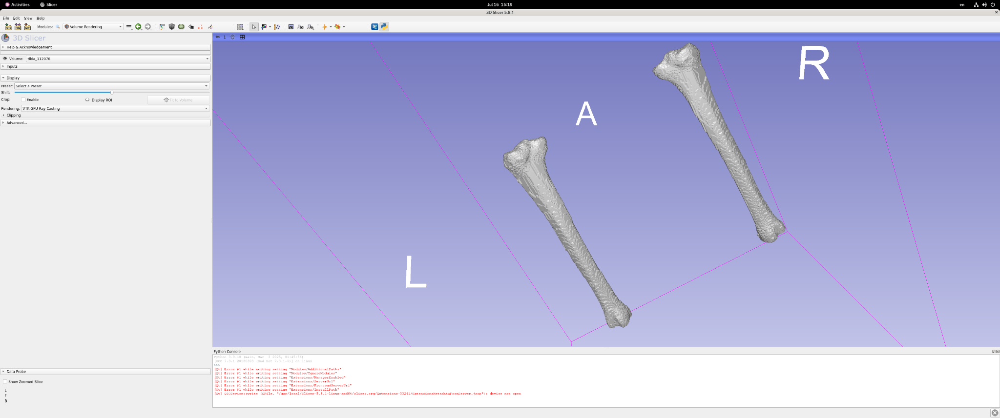 Activities Slicer Jul 16 15:19 en
3D Slicer 5.8.1
File Edit View Help
DATA DCM SAVE Modules: Volume Rendering
3D Slicer 1
Help & Acknowledgement
Volume: tibia_112076
Inputs
Display
Preset: Select a Preset
Shift:
Crop: Enable Display ROI Fit to Volume
Rendering: VTK GPU Ray Casting
Clipping
Advanced...
R
A
L
Python Console
Python 3.9.10 (main, Mar 3 2025, 01:45:56)
[GCC 7.3.1 20180303 (Red Hat 7.3.1-5)] on linux
>>>
[Qt] Error #1 while writing setting "Modules/AdditionalPaths"
[Qt] Error #1 while writing setting "Modules/IgnoreModules"
[Qt] Error #1 while writing setting "Extensions/ManagerEnabled"
[Qt] Error #1 while writing setting "Extensions/ServerUrl"
[Qt] Error #1 while writing setting "Extensions/FrontendServerUrl"
[Qt] Error #1 while writing setting "Extensions/InstallPath"
[Qt] QIODevice::write (QFile, "/usr/local/Slicer-5.8.1-linux-amd64/slicer.org/Extensions-33241/ExtensionsMetadataFromServer.json"): device not open
Data Probe
Show Zoomed Slice
L
F
B